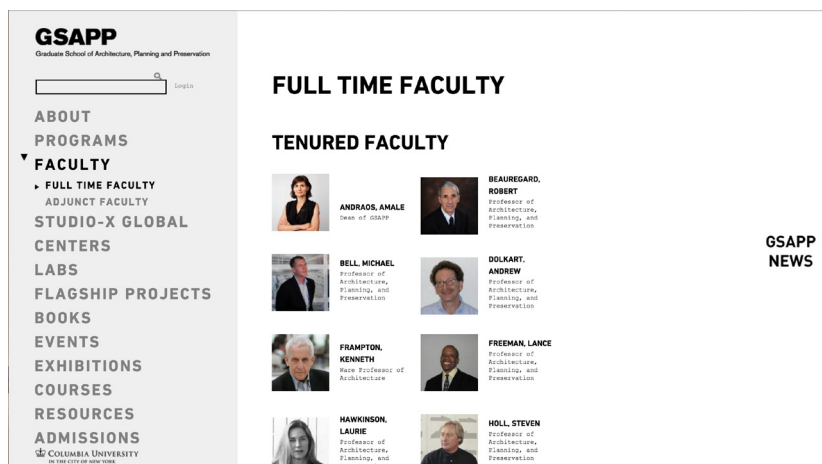 GSAPP
Graduate School of Architecture, Planning and Preservation
Login
ABOUT
PROGRAMS
FACULTY
FULL TIME FACULTY
ADJUNCT FACULTY
STUDIO-X GLOBAL
CENTERS
LABS
FLAGSHIP PROJECTS
BOOKS
EVENTS
EXHIBITIONS
COURSES
RESOURCES
ADMISSIONS
COLUMBIA UNIVERSITY
IN THE CITY OF NEW YORK
FULL TIME FACULTY
TENURED FACULTY
ANDRAOS, AMALE
Dean of GSAPP
BEAUREGARD,
ROBERT
Professor of
Architecture,
Planning, and
Preservation
BELL, MICHAEL
Professor of
Architecture,
Planning, and
Preservation
DOLKART,
ANDREW
Professor of
Architecture,
Planning, and
Preservation
FRAMPTON,
KENNETH
Ware Professor of
Architecture
FREEMAN, LANCE
Professor of
Architecture,
Planning, and
Preservation
HAWKINSON,
LAURIE
Professor of
Architecture,
Planning, and
HOLL, STEVEN
Professor of
Architecture,
Planning, and
Preservation
GSAPP
NEWS